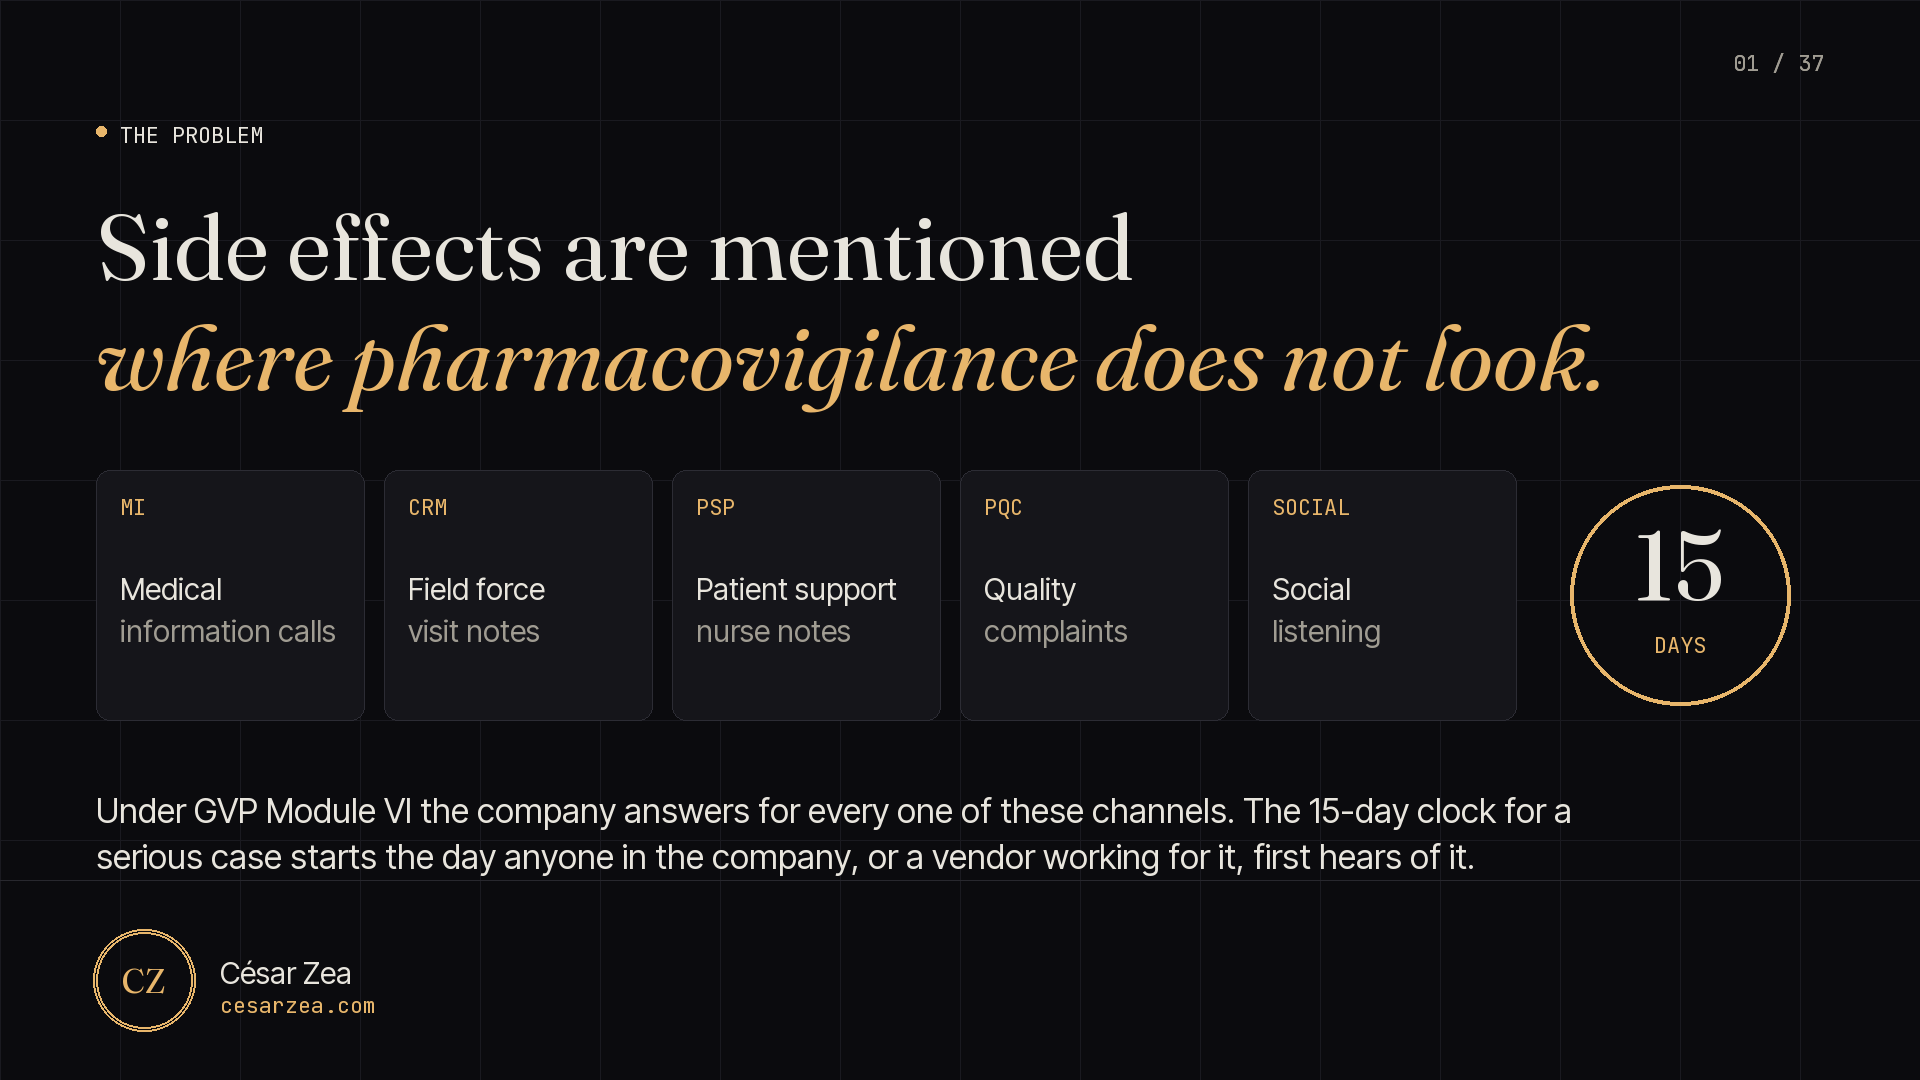 01 / 37
THE PROBLEM
Side effects are mentioned
where pharmacovigilance does not look.
MI
Medical
information calls
CRM
Field force
visit notes
PSP
Patient support
nurse notes
PQC
Quality
complaints
SOCIAL
Social
listening
15
DAYS
Under GVP Module VI the company answers for every one of these channels. The 15-day clock for a
serious case starts the day anyone in the company, or a vendor working for it, first hears of it.
CZ
César Zea
cesarzea.com